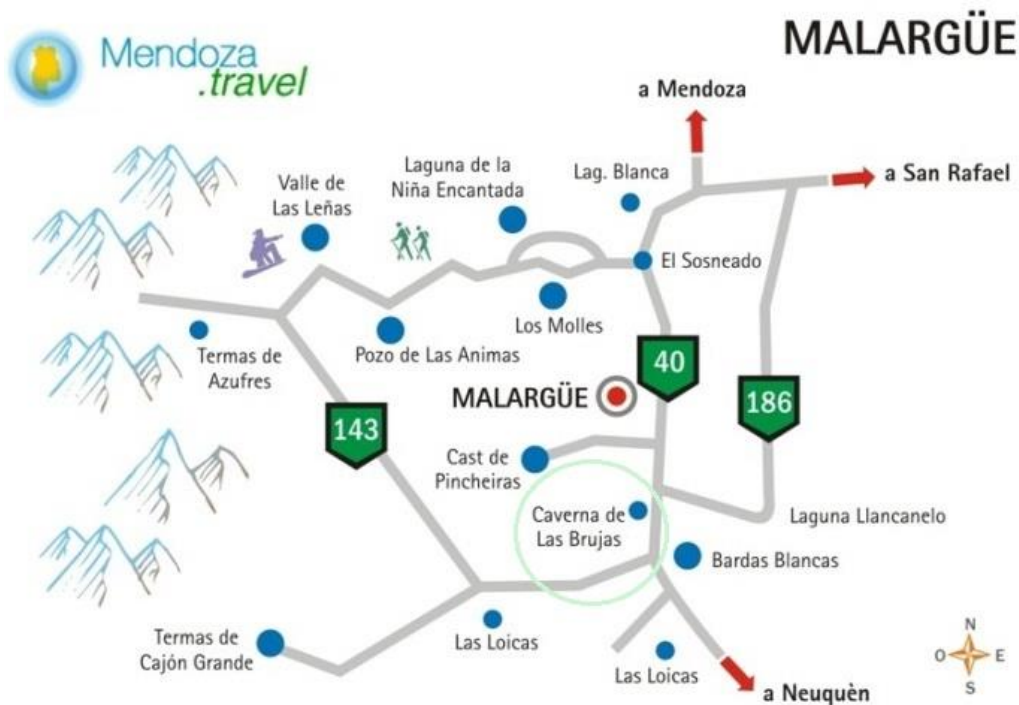 MALARGÜE
Mendoza
.travel
a Mendoza
a San Rafael
Lag. Blanca
Laguna de la
Niña Encantada
Valle de
Las Leñas
El Sosneado
Los Molles
Pozo de Las Animas
Termas de
Azufres
40
186
143
MALARGÜE
Cast de
Pincheiras
Caverna de
Las Brujas
Laguna Llancanelo
Bardas Blancas
Las Loicas
Termas de
Cajón Grande
Las Loicas
a Neuquèn
N
O
E
S